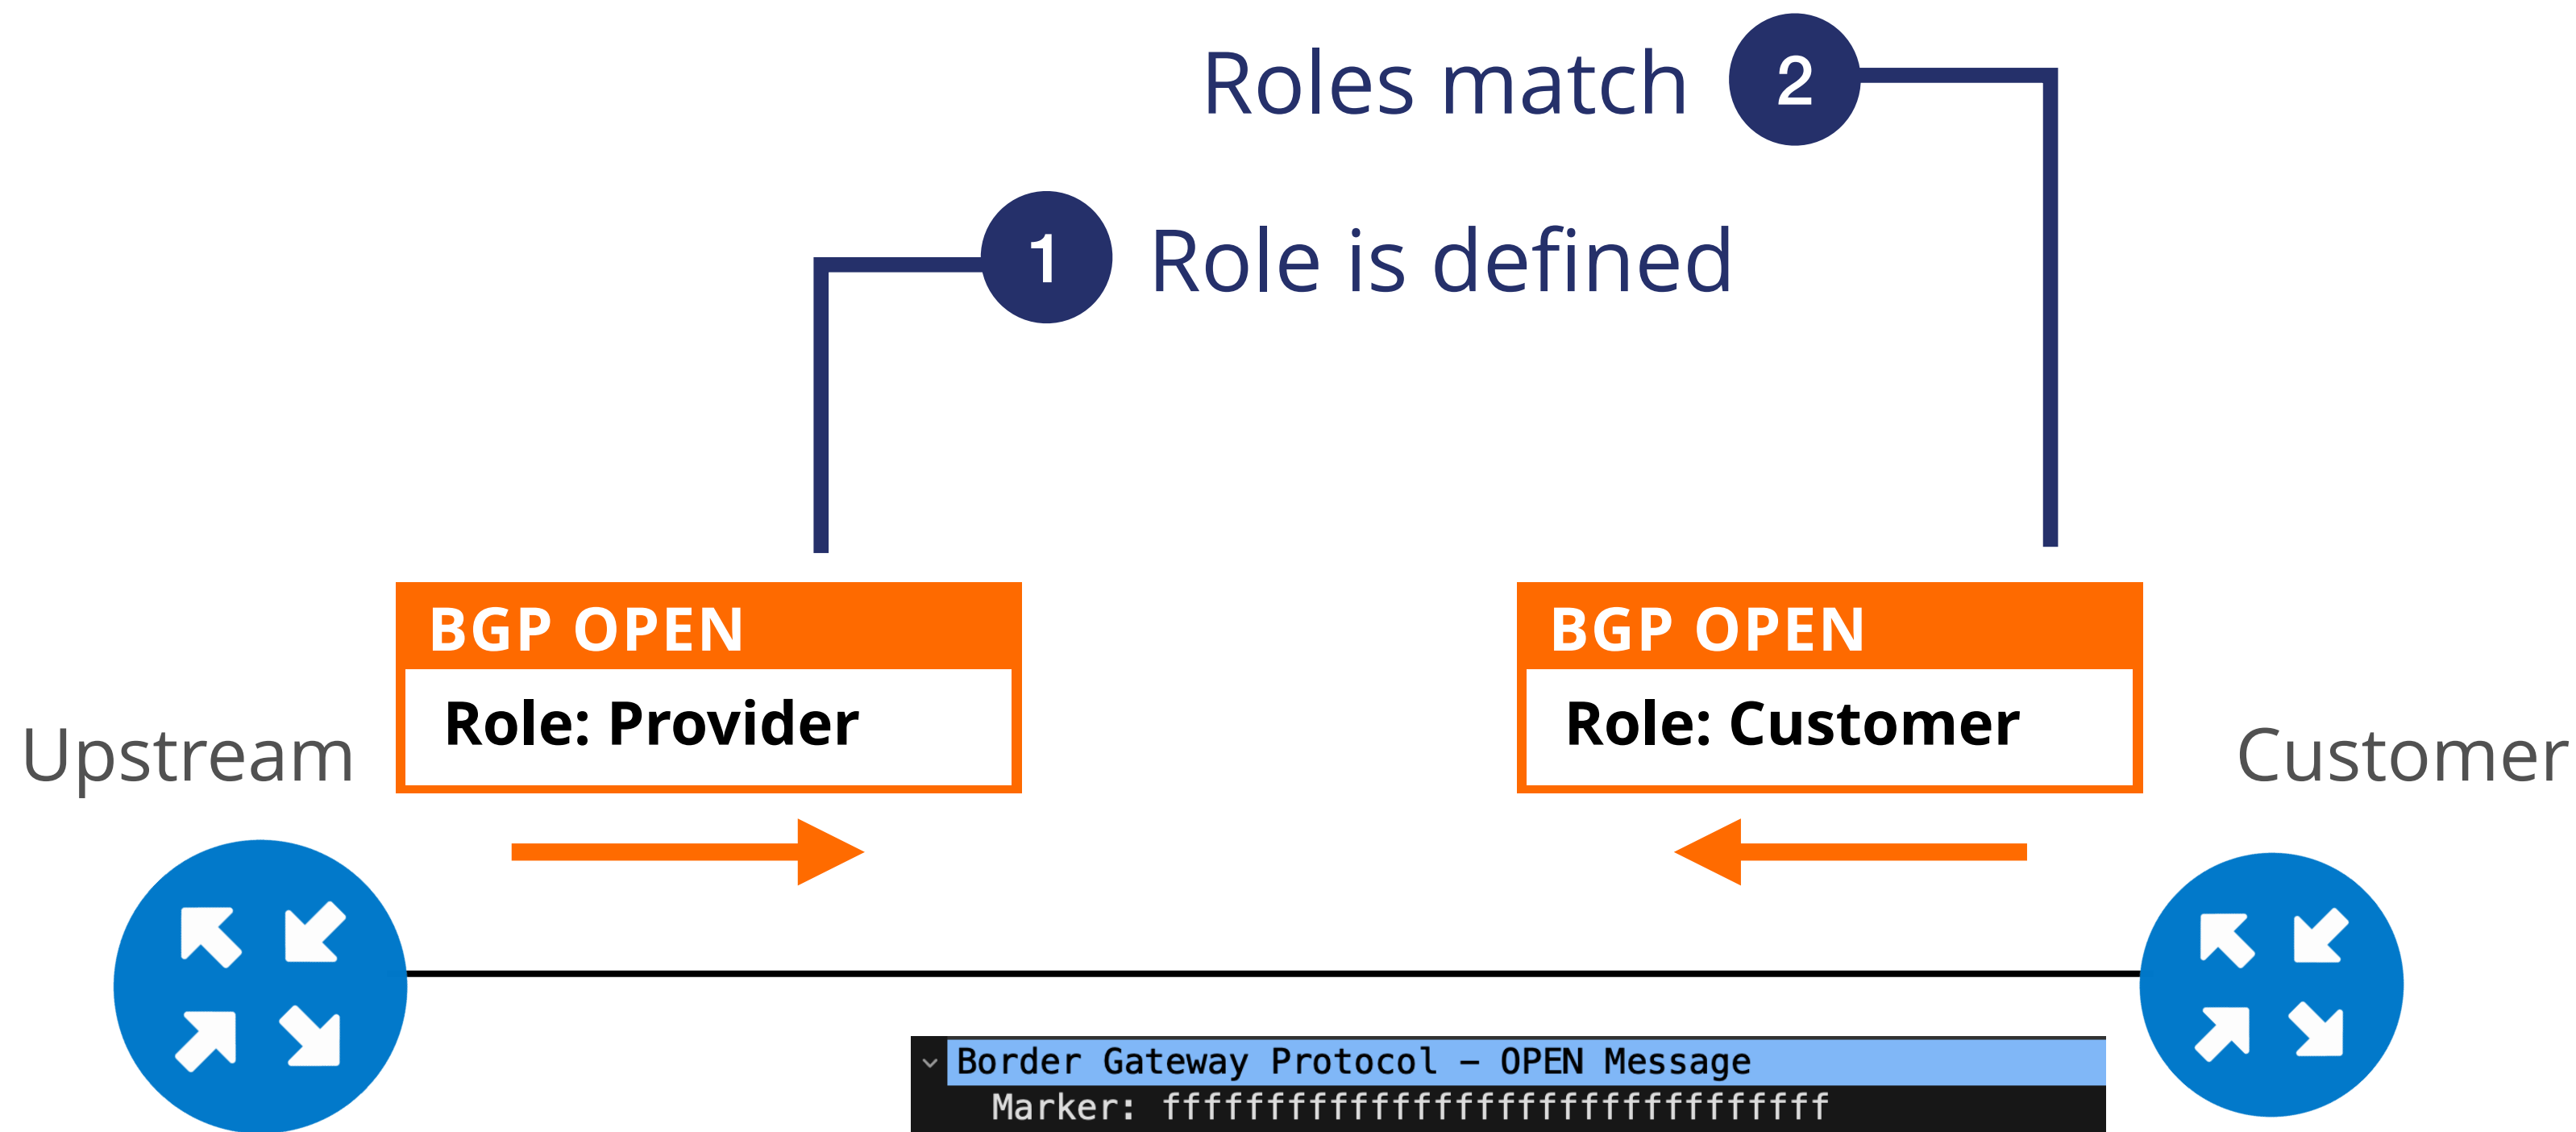 Roles match 2
1 Role is defined
BGP OPEN
Role: Provider
BGP OPEN
Role: Customer
Upstream
Customer
Border Gateway Protocol – OPEN Message
Marker: ffffffffffffffffffffffffffffffff